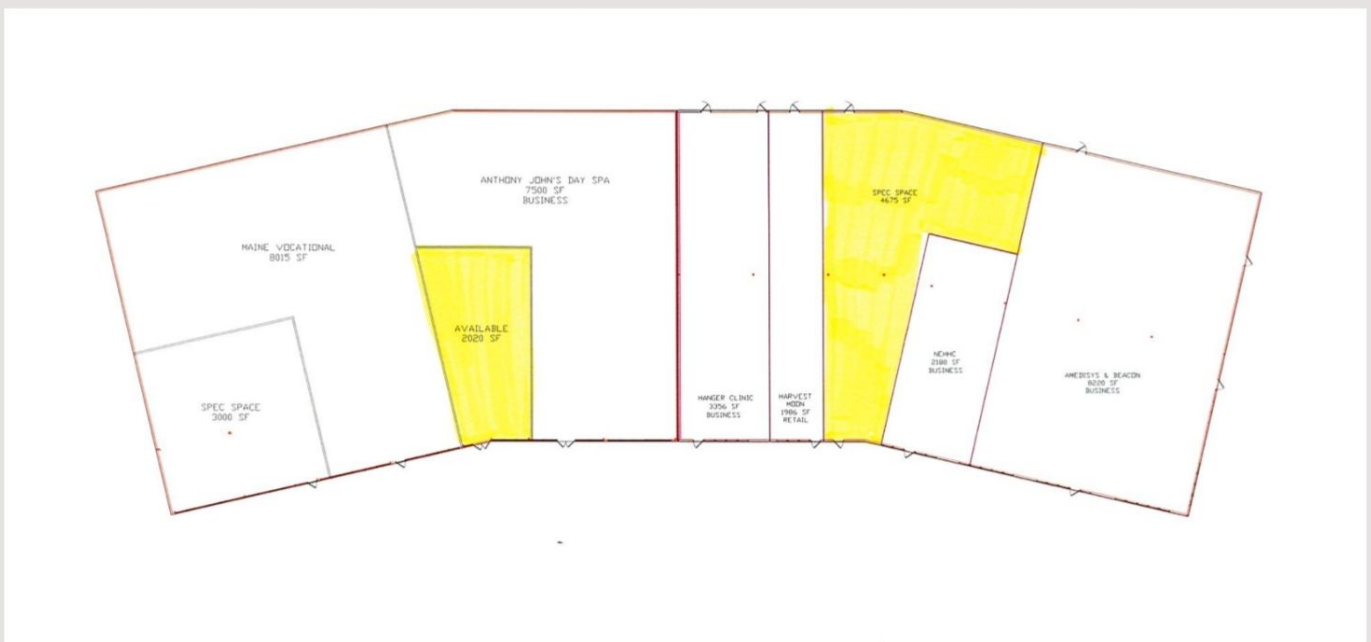 MAINE VOCATIONAL
8015 SF
SPEC SPACE
3000 SF
ANTHONY JOHN'S DAY SPA
7500 SF
BUSINESS
AVAILABLE
2020 SF
HANGER CLINIC
3356 SF
BUSINESS
HARVEST
MOON
1906 SF
RETAIL
SPEC SPACE
4675 SF
NEHHC
2180 SF
BUSINESS
AMEDISYS & BEACON
8220 SF
BUSINESS